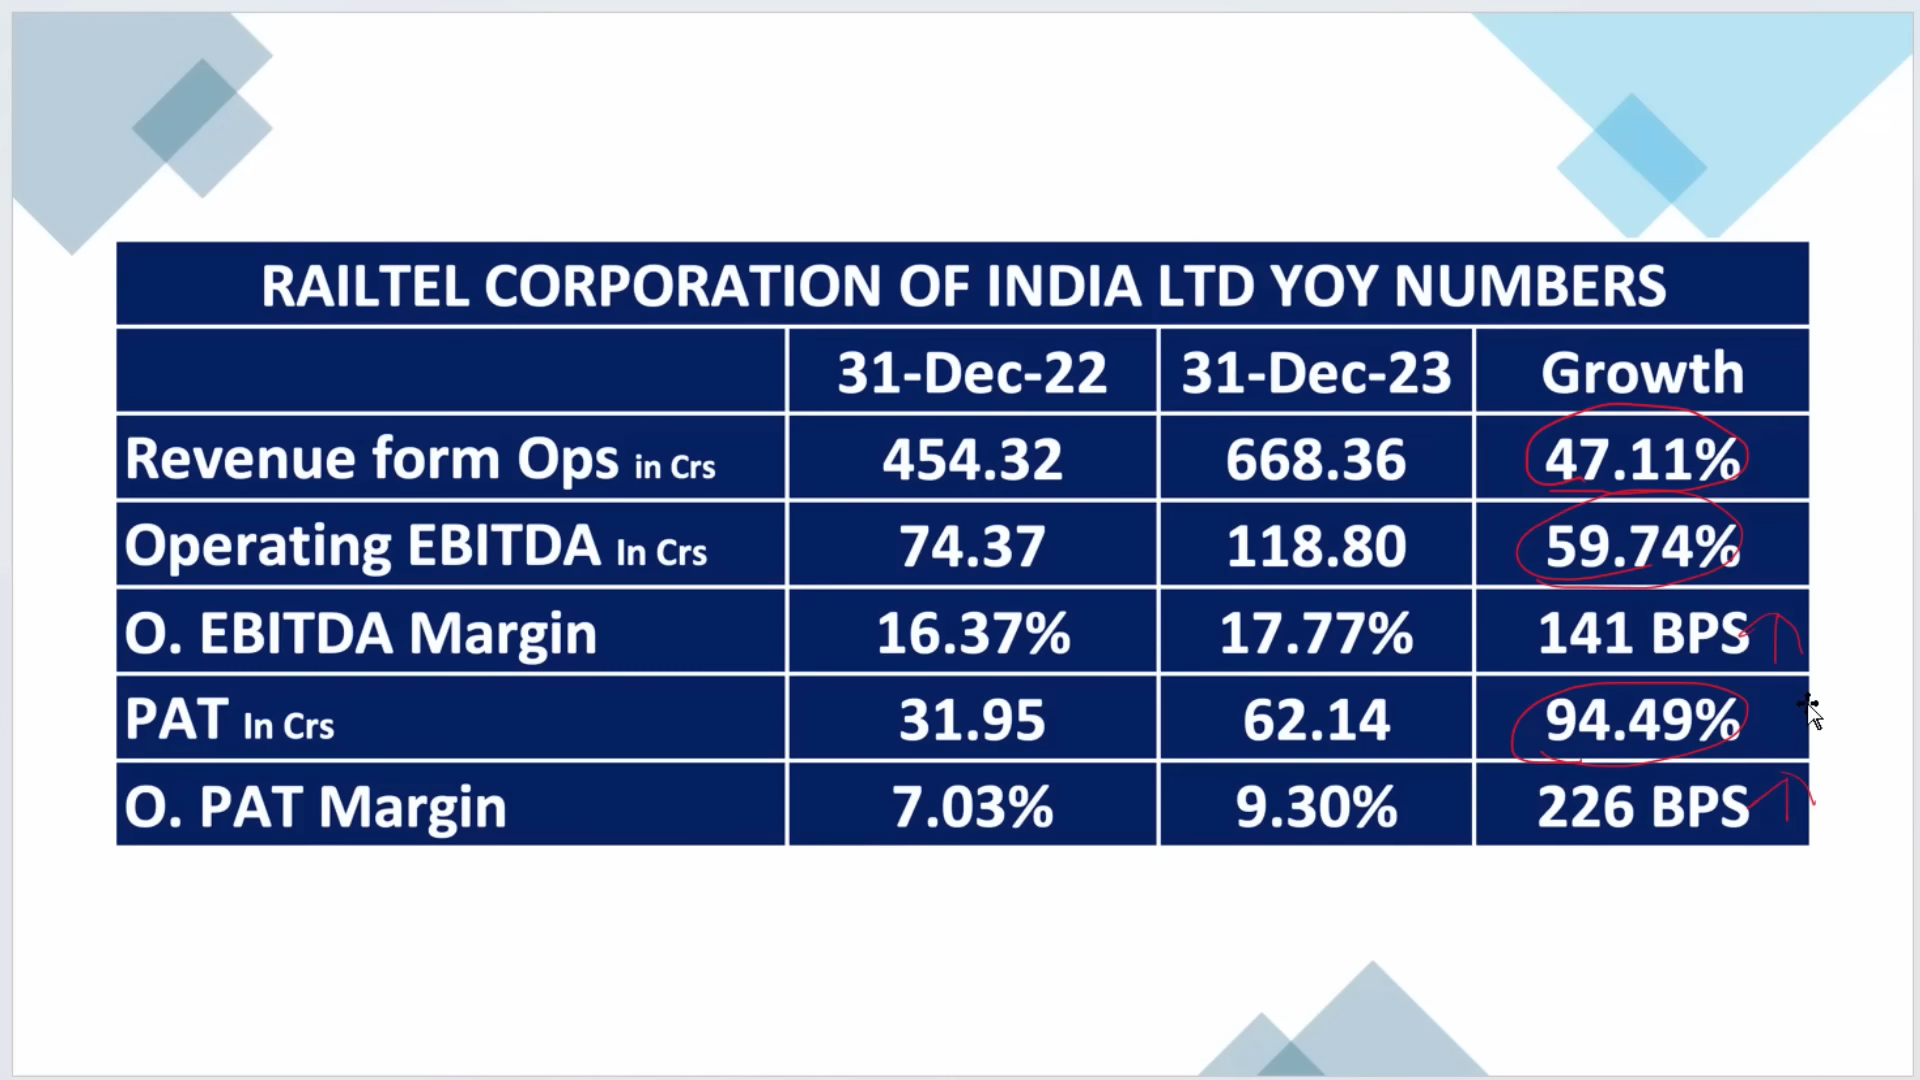 RAILTEL CORPORATION OF INDIA LTD YOY NUMBERS
31-Dec-22 31-Dec-23 Growth
Revenue form Ops in Crs 454.32 668.36 47.11%
Operating EBITDA In Crs 74.37 118.80 59.74%
O. EBITDA Margin 16.37% 17.77% 141 BPS
PAT In Crs 31.95 62.14 94.49%
O. PAT Margin 7.03% 9.30% 226 BPS